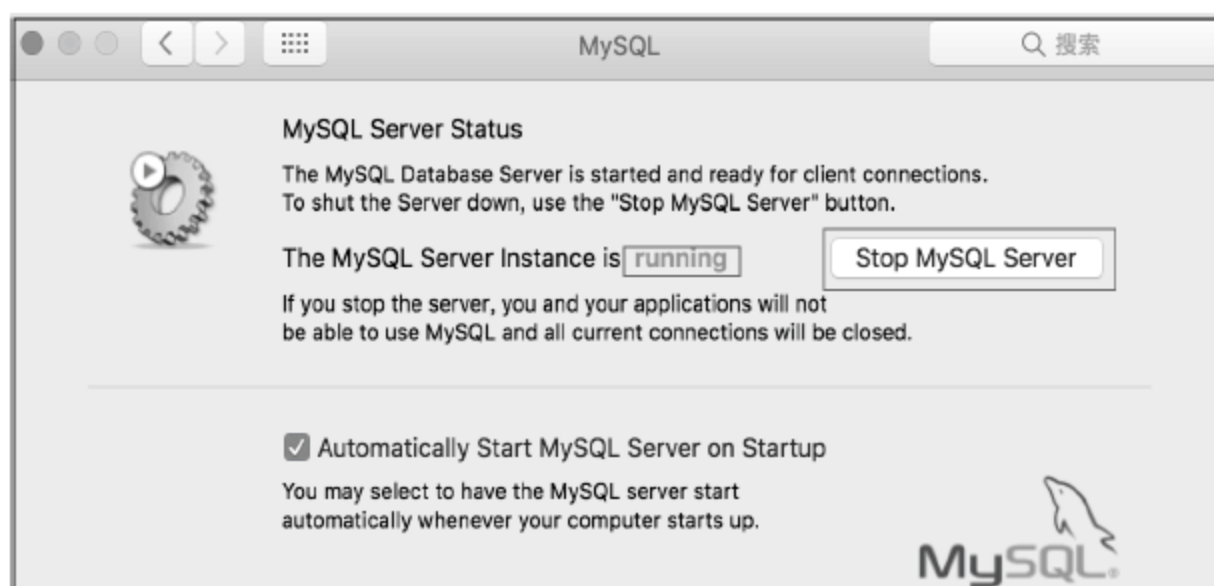 MySQL
搜索
MySQL Server Status
The MySQL Database Server is started and ready for client connections.
To shut the Server down, use the "Stop MySQL Server" button.
The MySQL Server Instance is running
Stop MySQL Server
If you stop the server, you and your applications will not
be able to use MySQL and all current connections will be closed.
Automatically Start MySQL Server on Startup
You may select to have the MySQL server start
automatically whenever your computer starts up.
MySQL®